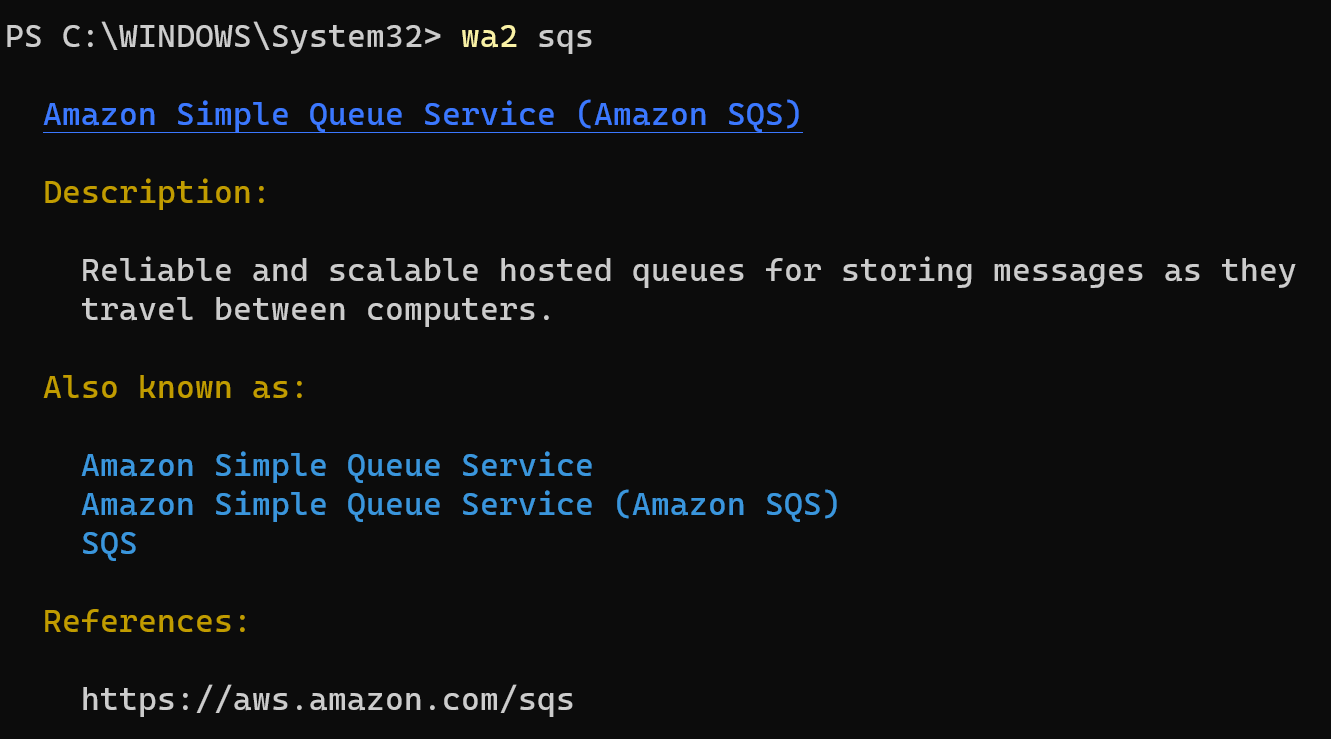 PS C:\WINDOWS\System32> wa2 sqs
Amazon Simple Queue Service (Amazon SQS)
Description:
Reliable and scalable hosted queues for storing messages as they
travel between computers.
Also known as:
Amazon Simple Queue Service
Amazon Simple Queue Service (Amazon SQS)
SQS
References:
https://aws.amazon.com/sqs